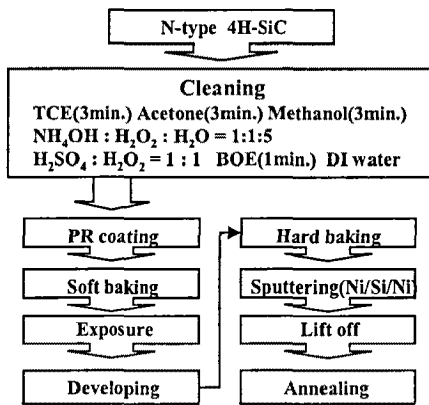 N-type 4H-SiC
Cleaning
TCE(3min.) Acetone(3min.) Methanol(3min.)
NH₄OH : H₂O₂ : H₂O = 1:1:5
H₂SO₄ : H₂O₂ = 1 : 1 BOE(1min.) DI water
PR coating
Soft baking
Exposure
Developing
Hard baking
Sputtering(Ni/Si/Ni)
Lift off
Annealing